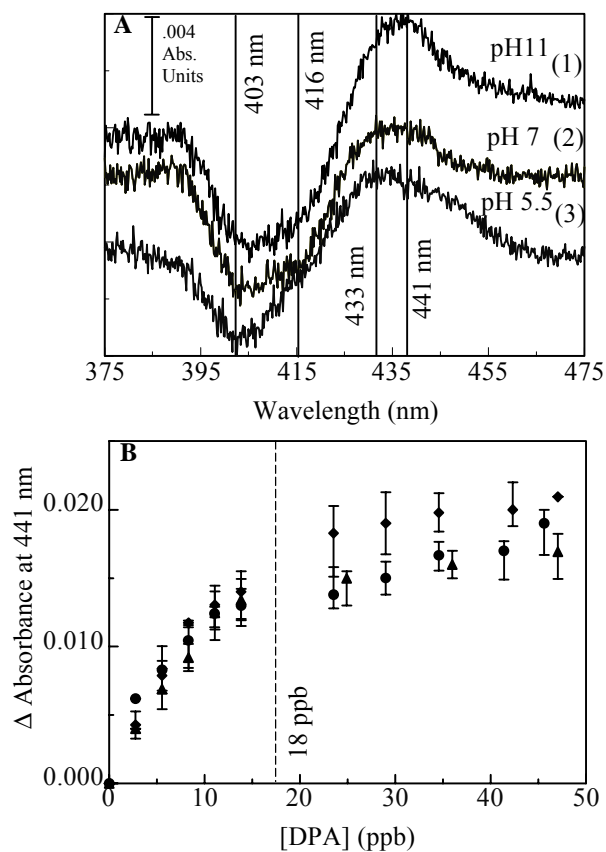 A
.004
Abs.
Units
403 nm
416 nm
433 nm
441 nm
pH11 (1)
pH 7 (2)
pH 5.5 (3)
375
395
415
435
455
475
Wavelength (nm)
B
Δ Absorbance at 441 nm
0.020
0.010
0.000
18 ppb
0
10
20
30
40
50
[DPA] (ppb)